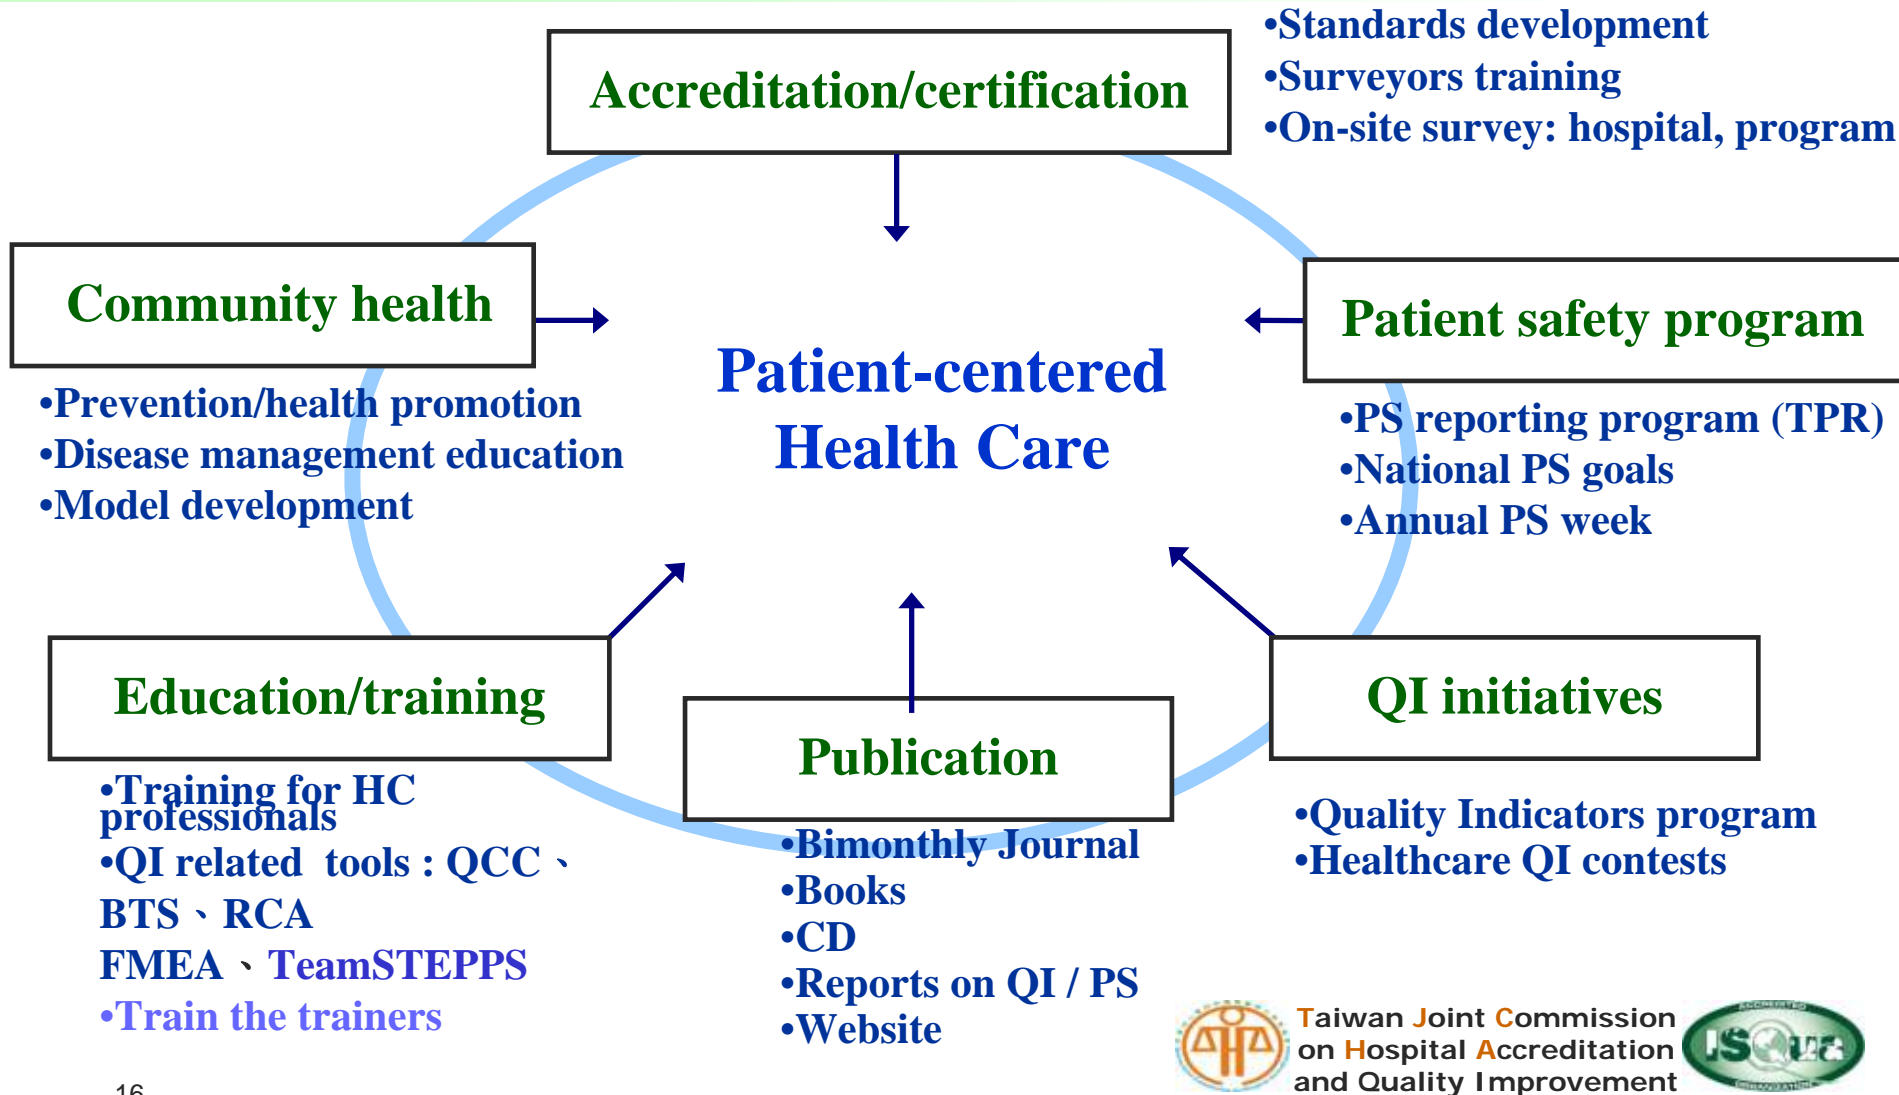 Accreditation/certification
•Standards development
•Surveyors training
•On-site survey: hospital, program
Community health
•Prevention/health promotion
•Disease management education
•Model development
Patient-centered
Health Care
Patient safety program
•PS reporting program (TPR)
•National PS goals
•Annual PS week
Education/training
•Training for HC
professionals
•QI related tools : QCC、
BTS、RCA
FMEA、TeamSTEPPS
•Train the trainers
Publication
•Bimonthly Journal
•Books
•CD
•Reports on QI / PS
•Website
QI initiatives
•Quality Indicators program
•Healthcare QI contests
Taiwan Joint Commission
on Hospital Accreditation
and Quality Improvement
ISQua
16